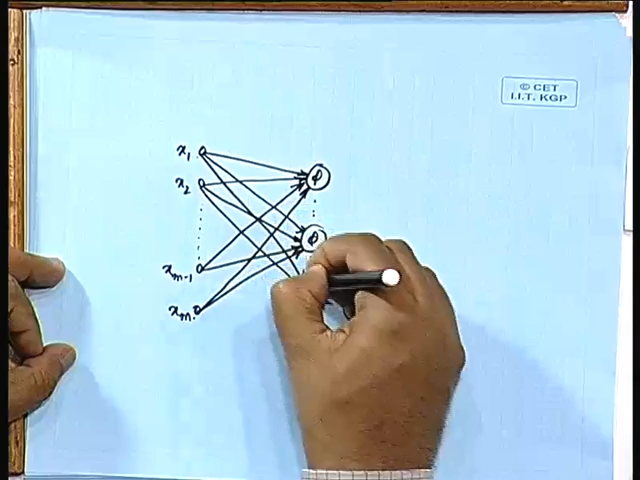 © CET
I.I.T. KGP
x₁
x₂
xₘ₋₁
xₘ
φ
φ